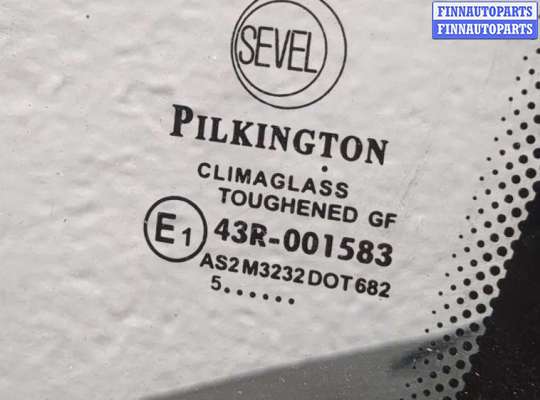 FINNAUTOPARTS
FINNAUTOPARTS
SEVEL
PILKINGTON
CLIMAGLASS
TOUGHENED GF
E1 43R-001583
AS2 M3232 DOT 682
5......